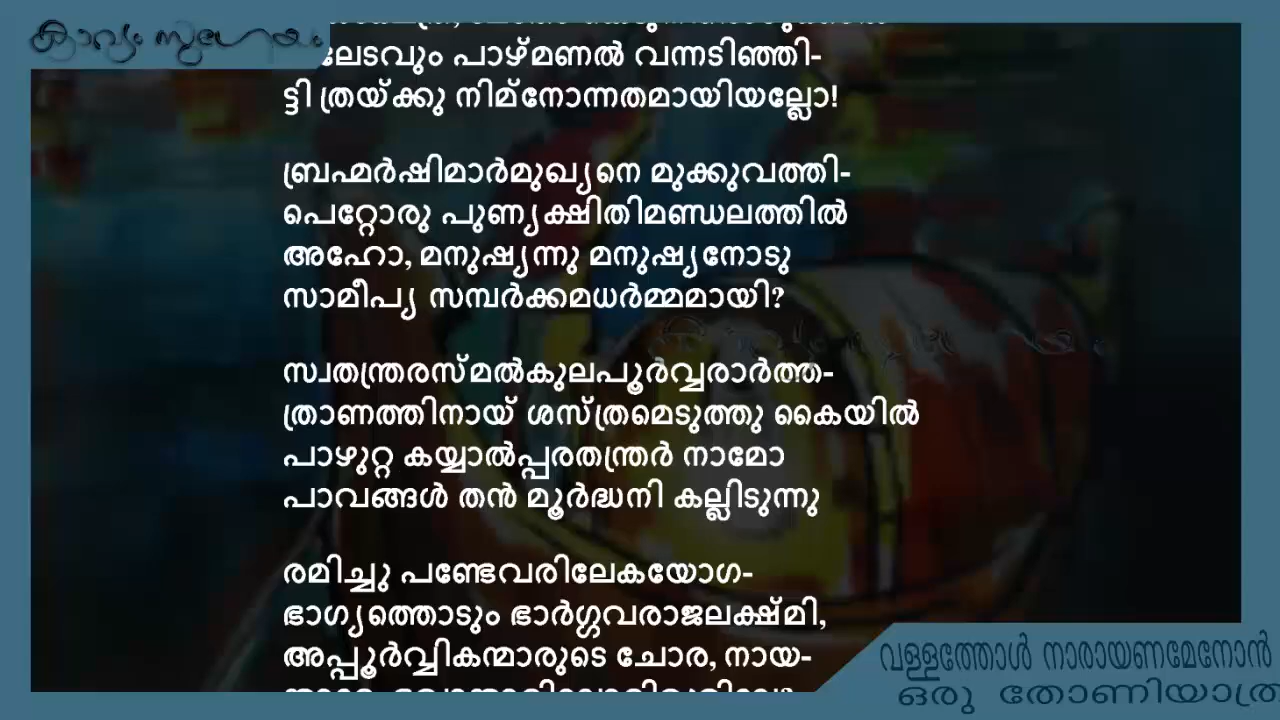 കാവ്യം സുഗേയം
ലേടവും പാഴ്മണൽ വന്നടിഞ്ഞി-
ട്ടി ത്രയ്ക്കു നിമ്നോന്നതമായിയല്ലോ!
ബ്രഹ്മർഷിമാർമുഖ്യനെ മുക്കുവത്തി-
പെറ്റോരു പുണ്യക്ഷിതിമണ്ഡലത്തിൽ
അഹോ, മനുഷ്യന്നു മനുഷ്യനോടു
സാമീപ്യ സമ്പർക്കമധർമ്മമായി?
സ്വതന്ത്രരസ്മൽകുലപൂർവ്വരാർത്ത-
ത്രാണത്തിനായ് ശസ്ത്രമെടുത്തു കൈയിൽ
പാഴുറ്റ കയ്യാൽപ്പരതന്ത്രർ നാമോ
പാവങ്ങൾ തൻ മൂർദ്ധനി കല്ലിടുന്നു
രമിച്ചു പണ്ടേവരിലേകയോഗ-
ഭാഗ്യത്തൊടും ഭാർഗ്ഗവരാജലക്ഷ്മി,
അപ്പൂർവ്വികന്മാരുടെ ചോര, നായ-
വള്ളത്തോൾ നാരായണമേനോൻ
ഒരു തോണിയാത്ര